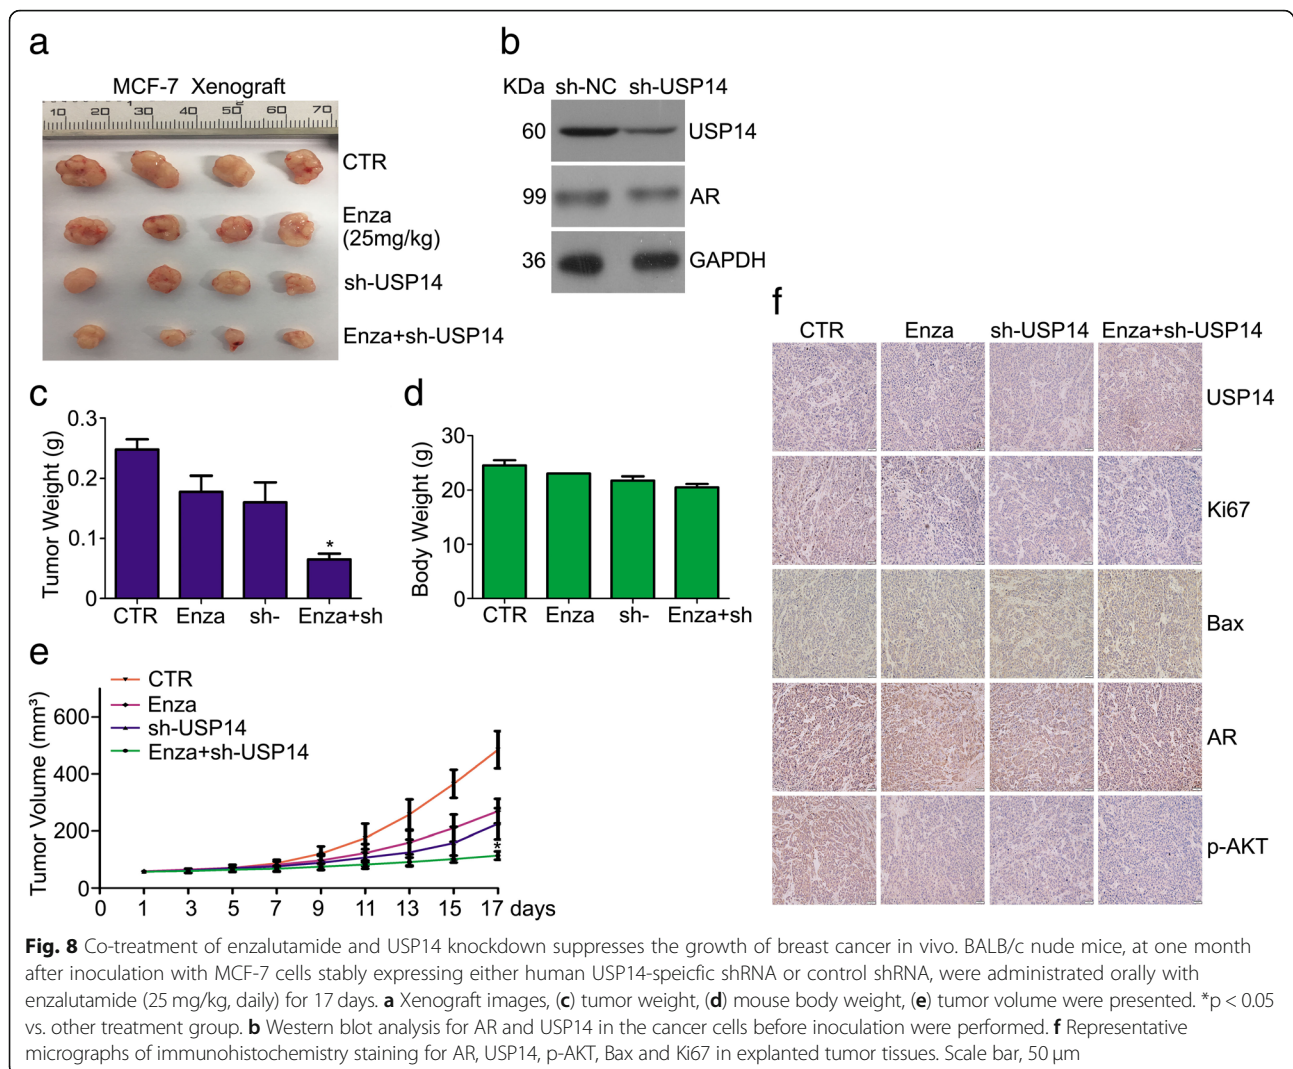 a
MCF-7 Xenograft
10 20 30 40 50 60 70
CTR
Enza
(25mg/kg)
sh-USP14
Enza+sh-USP14
b
KDa sh-NC sh-USP14
60 USP14
99 AR
36 GAPDH
c
Tumor Weight (g)
0.3
0.2
0.1
0
*
CTR Enza sh- Enza+sh
d
Body Weight (g)
30
20
10
0
CTR Enza sh- Enza+sh
e
CTR
Enza
sh-USP14
Enza+sh-USP14
Tumor Volume (mm³)
600
400
200
0
*
0 1 3 5 7 9 11 13 15 17 days
f
CTR Enza sh-USP14 Enza+sh-USP14
USP14
Ki67
Bax
AR
p-AKT
Fig. 8 Co-treatment of enzalutamide and USP14 knockdown suppresses the growth of breast cancer in vivo. BALB/c nude mice, at one month
after inoculation with MCF-7 cells stably expressing either human USP14-speicfic shRNA or control shRNA, were administrated orally with
enzalutamide (25 mg/kg, daily) for 17 days. a Xenograft images, (c) tumor weight, (d) mouse body weight, (e) tumor volume were presented. *p < 0.05
vs. other treatment group. b Western blot analysis for AR and USP14 in the cancer cells before inoculation were performed. f Representative
micrographs of immunohistochemistry staining for AR, USP14, p-AKT, Bax and Ki67 in explanted tumor tissues. Scale bar, 50 μm